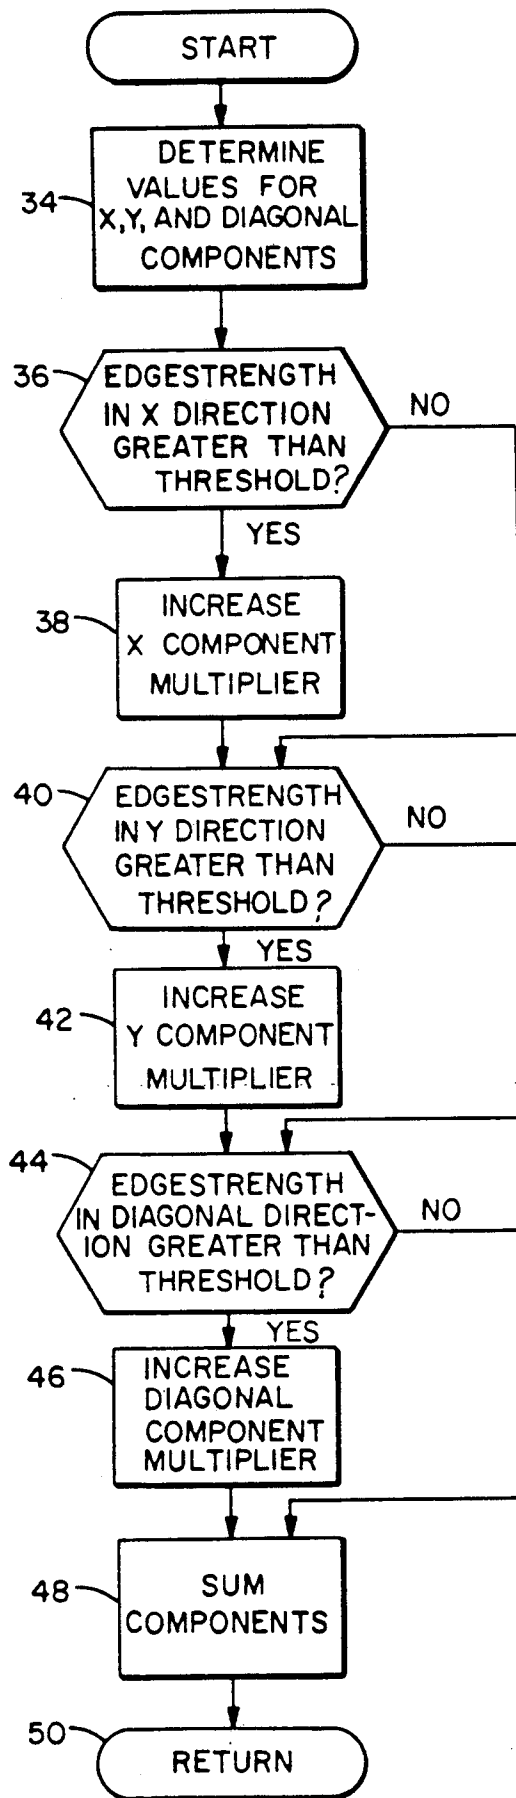 START
DETERMINE
VALUES FOR
X,Y, AND DIAGONAL
COMPONENTS
34
36
EDGESTRENGTH
IN X DIRECTION
GREATER THAN
THRESHOLD?
NO
YES
38
INCREASE
X COMPONENT
MULTIPLIER
40
EDGESTRENGTH
IN Y DIRECTION
GREATER THAN
THRESHOLD?
NO
YES
42
INCREASE
Y COMPONENT
MULTIPLIER
44
EDGESTRENGTH
IN DIAGONAL DIRECT-
ION GREATER THAN
THRESHOLD?
NO
YES
46
INCREASE
DIAGONAL
COMPONENT
MULTIPLIER
48
SUM
COMPONENTS
50
RETURN